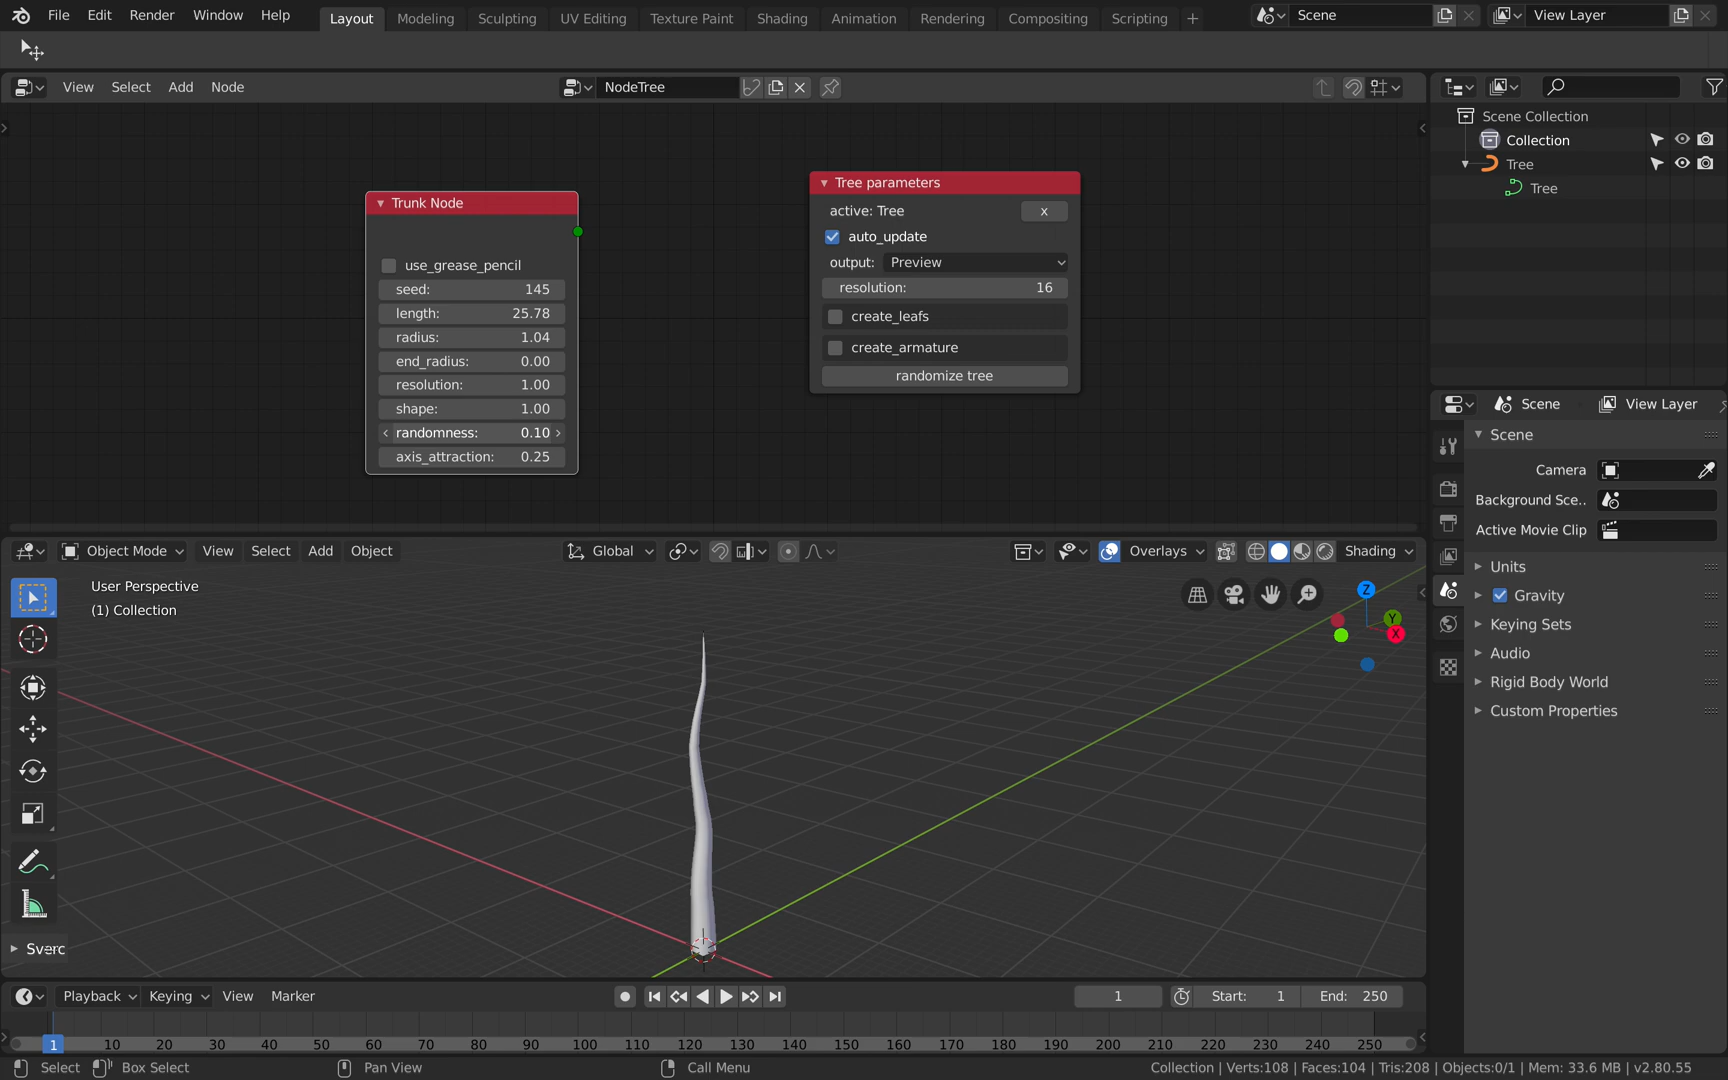 File Edit Render Window Help
Layout Modeling Sculpting UV Editing Texture Paint Shading Animation Rendering Compositing Scripting +
Scene
View Layer
View Select Add Node
NodeTree
Trunk Node
use_grease_pencil
seed: 145
length: 25.78
radius: 1.04
end_radius: 0.00
resolution: 1.00
shape: 1.00
randomness: 0.10
axis_attraction: 0.25
Tree parameters
active: Tree x
auto_update
output: Preview
resolution: 16
create_leafs
create_armature
randomize tree
Scene Collection
Collection
Tree
Tree
Scene View Layer
Scene
Camera
Background Sce..
Active Movie Clip
Units
Gravity
Keying Sets
Audio
Rigid Body World
Custom Properties
Object Mode View Select Add Object
Global
Overlays
Shading
User Perspective
(1) Collection
Z
Y
X
Sverc
Playback Keying View Marker
1
Start: 1
End: 250
1 10 20 30 40 50 60 70 80 90 100 110 120 130 140 150 160 170 180 190 200 210 220 230 240 250
Select Box Select Pan View Call Menu
Collection | Verts:108 | Faces:104 | Tris:208 | Objects:0/1 | Mem: 33.6 MB | v2.80.55